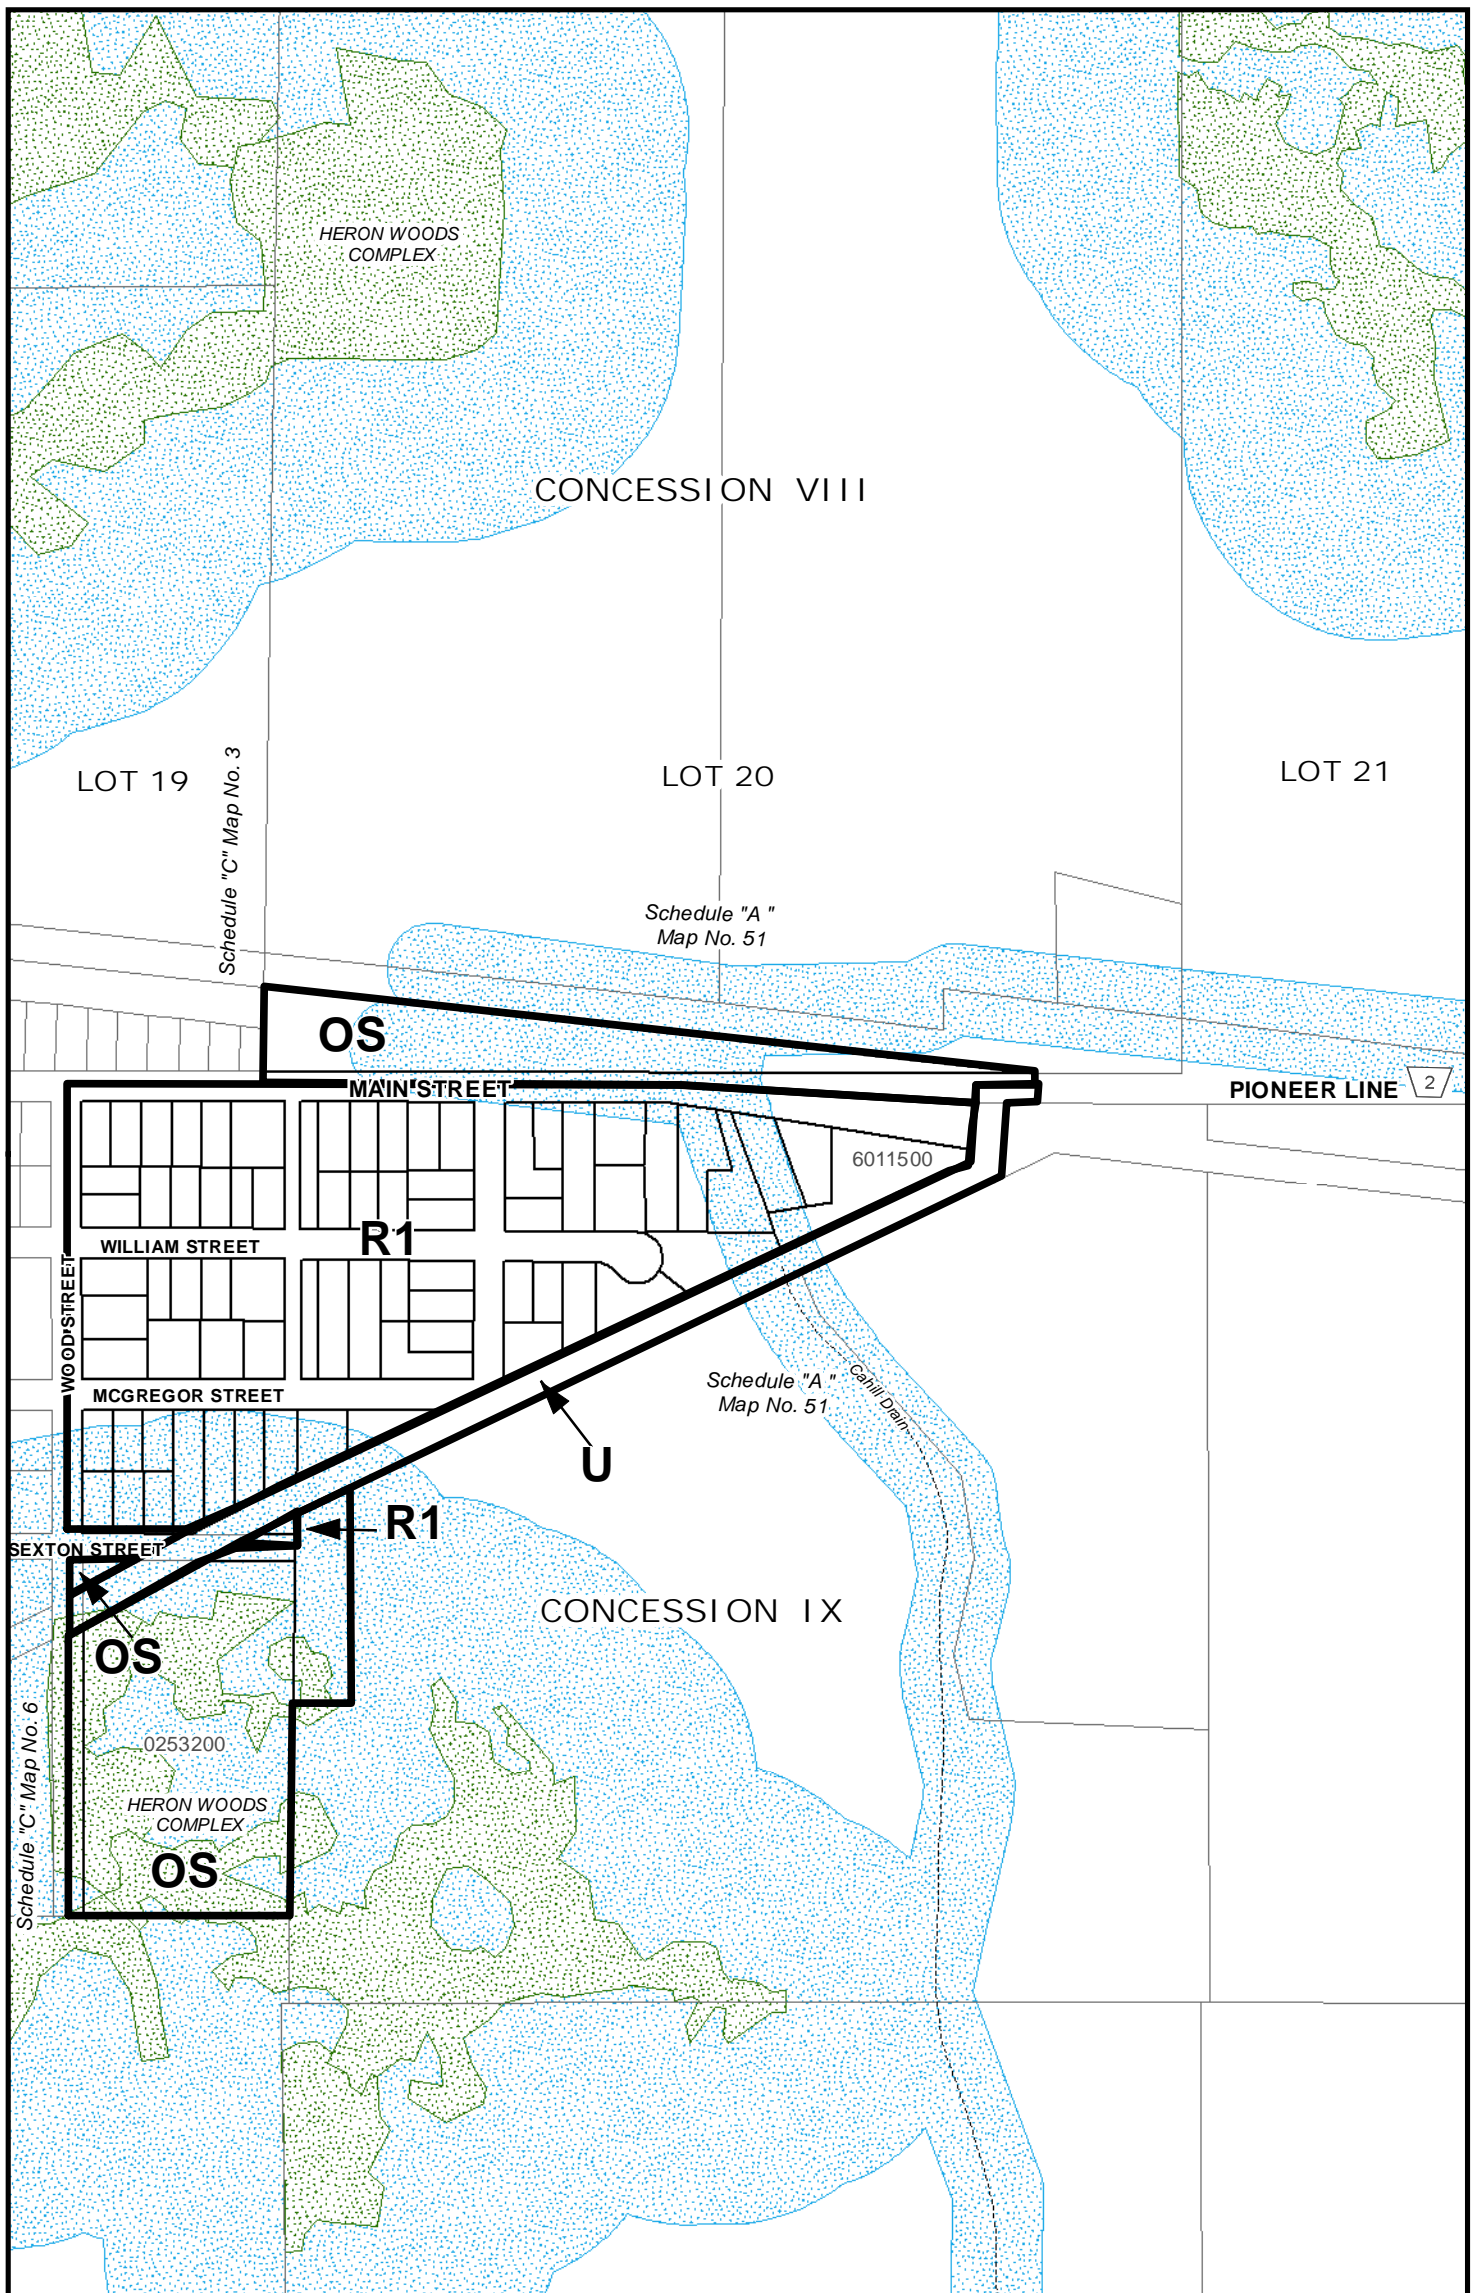 HERON WOODS
COMPLEX
CONCESSION VIII
LOT 19
LOT 20
LOT 21
Schedule "C" Map No. 3
Schedule "A"
Map No. 51
OS
MAIN STREET
PIONEER LINE
2
6011500
R1
WILLIAM STREET
WOOD STREET
MCGREGOR STREET
Schedule "A"
Map No. 51
Cahill Drain
U
R1
SEXTON STREET
CONCESSION IX
OS
Schedule "C" Map No. 6
0253200
HERON WOODS
COMPLEX
OS